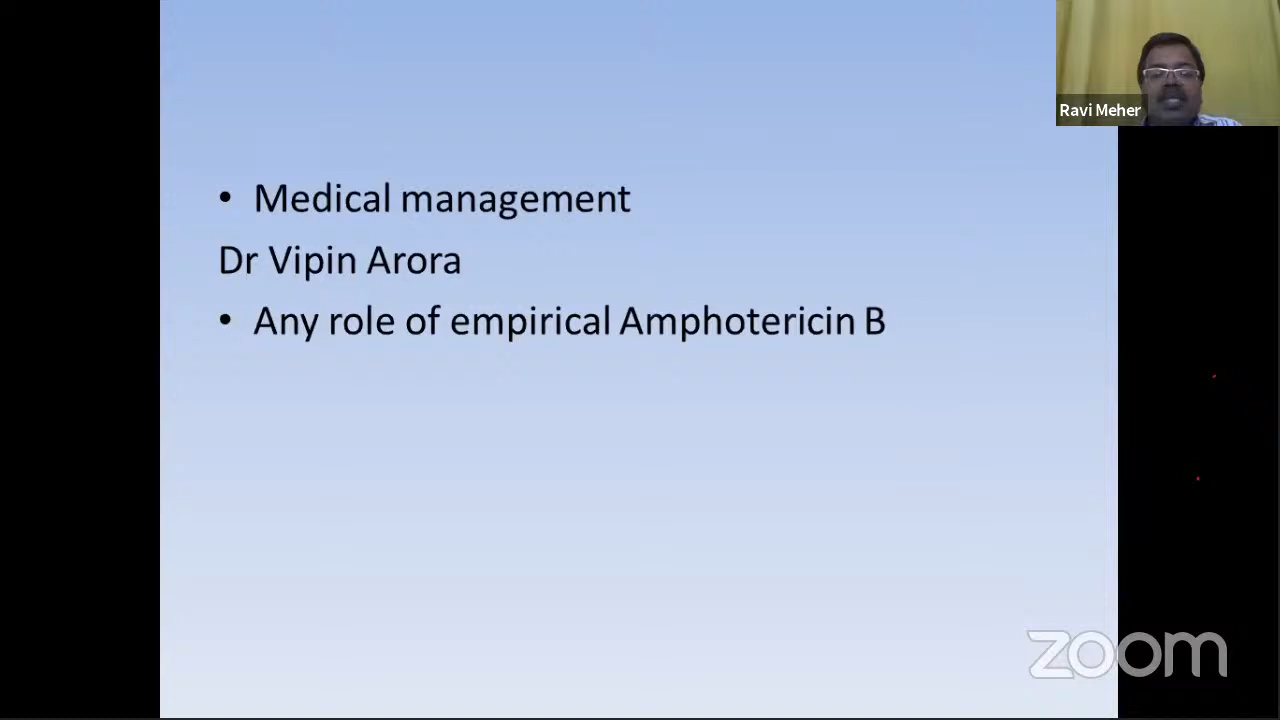 Ravi Meher
• Medical management
Dr Vipin Arora
• Any role of empirical Amphotericin B
zoom